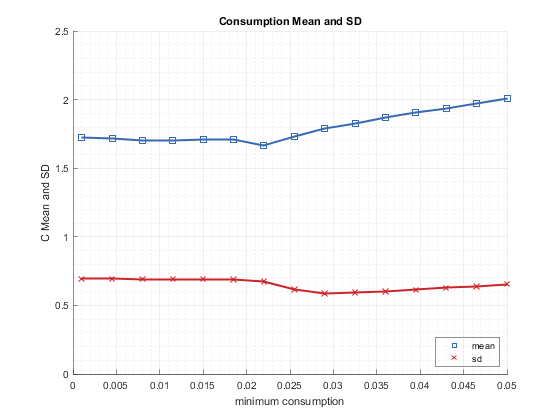 Consumption Mean and SD
2.5
2
1.5
1
0.5
0
C Mean and SD
0 0.005 0.01 0.015 0.02 0.025 0.03 0.035 0.04 0.045 0.05
minimum consumption
mean
sd